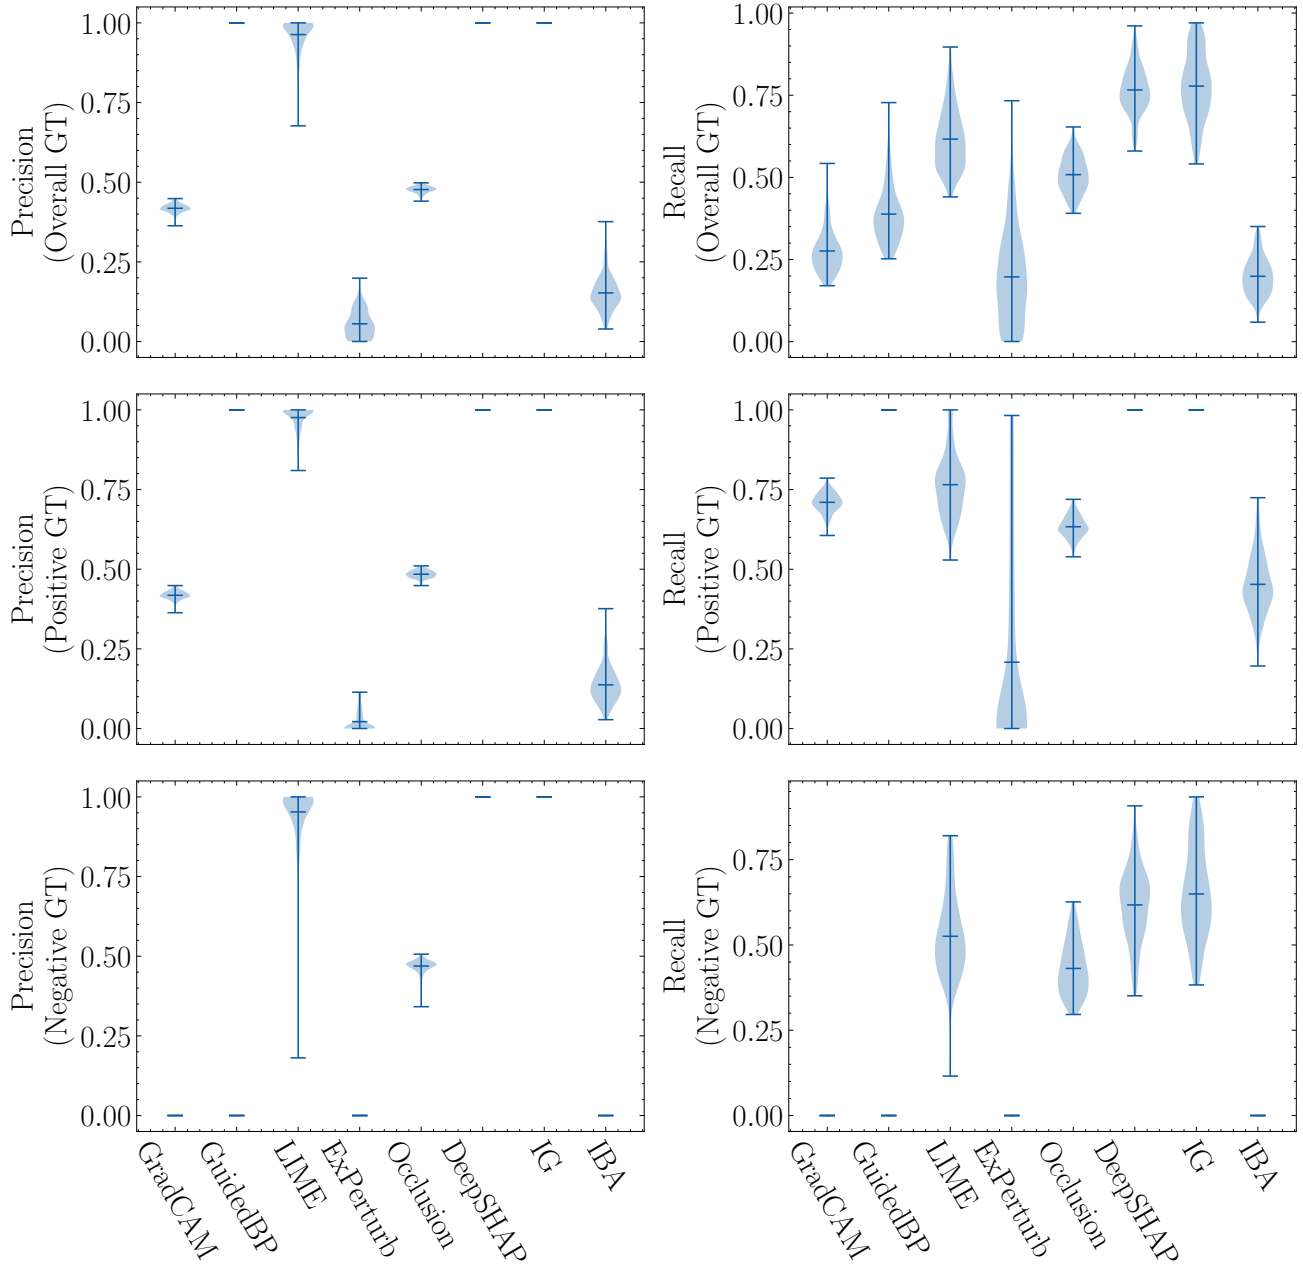 Precision
(Overall GT)
1.00
0.75
0.50
0.25
0.00
Recall
(Overall GT)
1.00
0.75
0.50
0.25
0.00
Precision
(Positive GT)
1.00
0.75
0.50
0.25
0.00
Recall
(Positive GT)
1.00
0.75
0.50
0.25
0.00
Precision
(Negative GT)
1.00
0.75
0.50
0.25
0.00
Recall
(Negative GT)
0.75
0.50
0.25
0.00
GradCAM
GuidedBP
LIME
ExPerturb
Occlusion
DeepSHAP
IG
IBA
GradCAM
GuidedBP
LIME
ExPerturb
Occlusion
DeepSHAP
IG
IBA